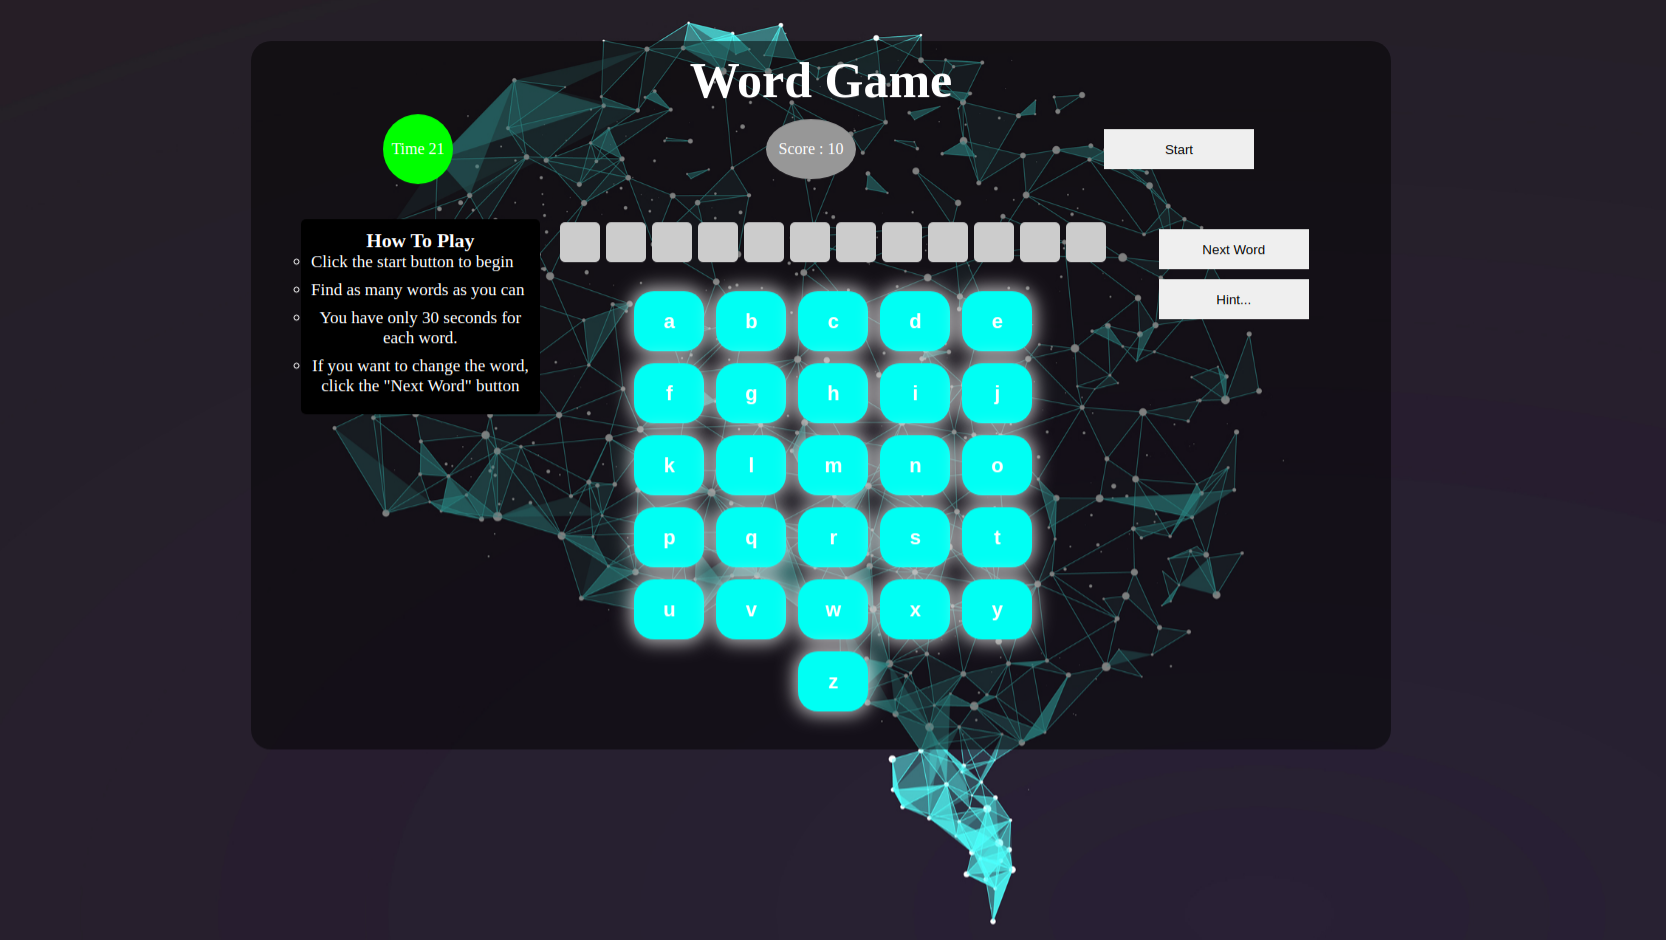 Word Game
Time 21
Score : 10
Start
How To Play
Click the start button to begin
Find as many words as you can
You have only 30 seconds for
each word.
If you want to change the word,
click the "Next Word" button
Next Word
Hint...
a b c d e
f g h i j
k l m n o
p q r s t
u v w x y
z